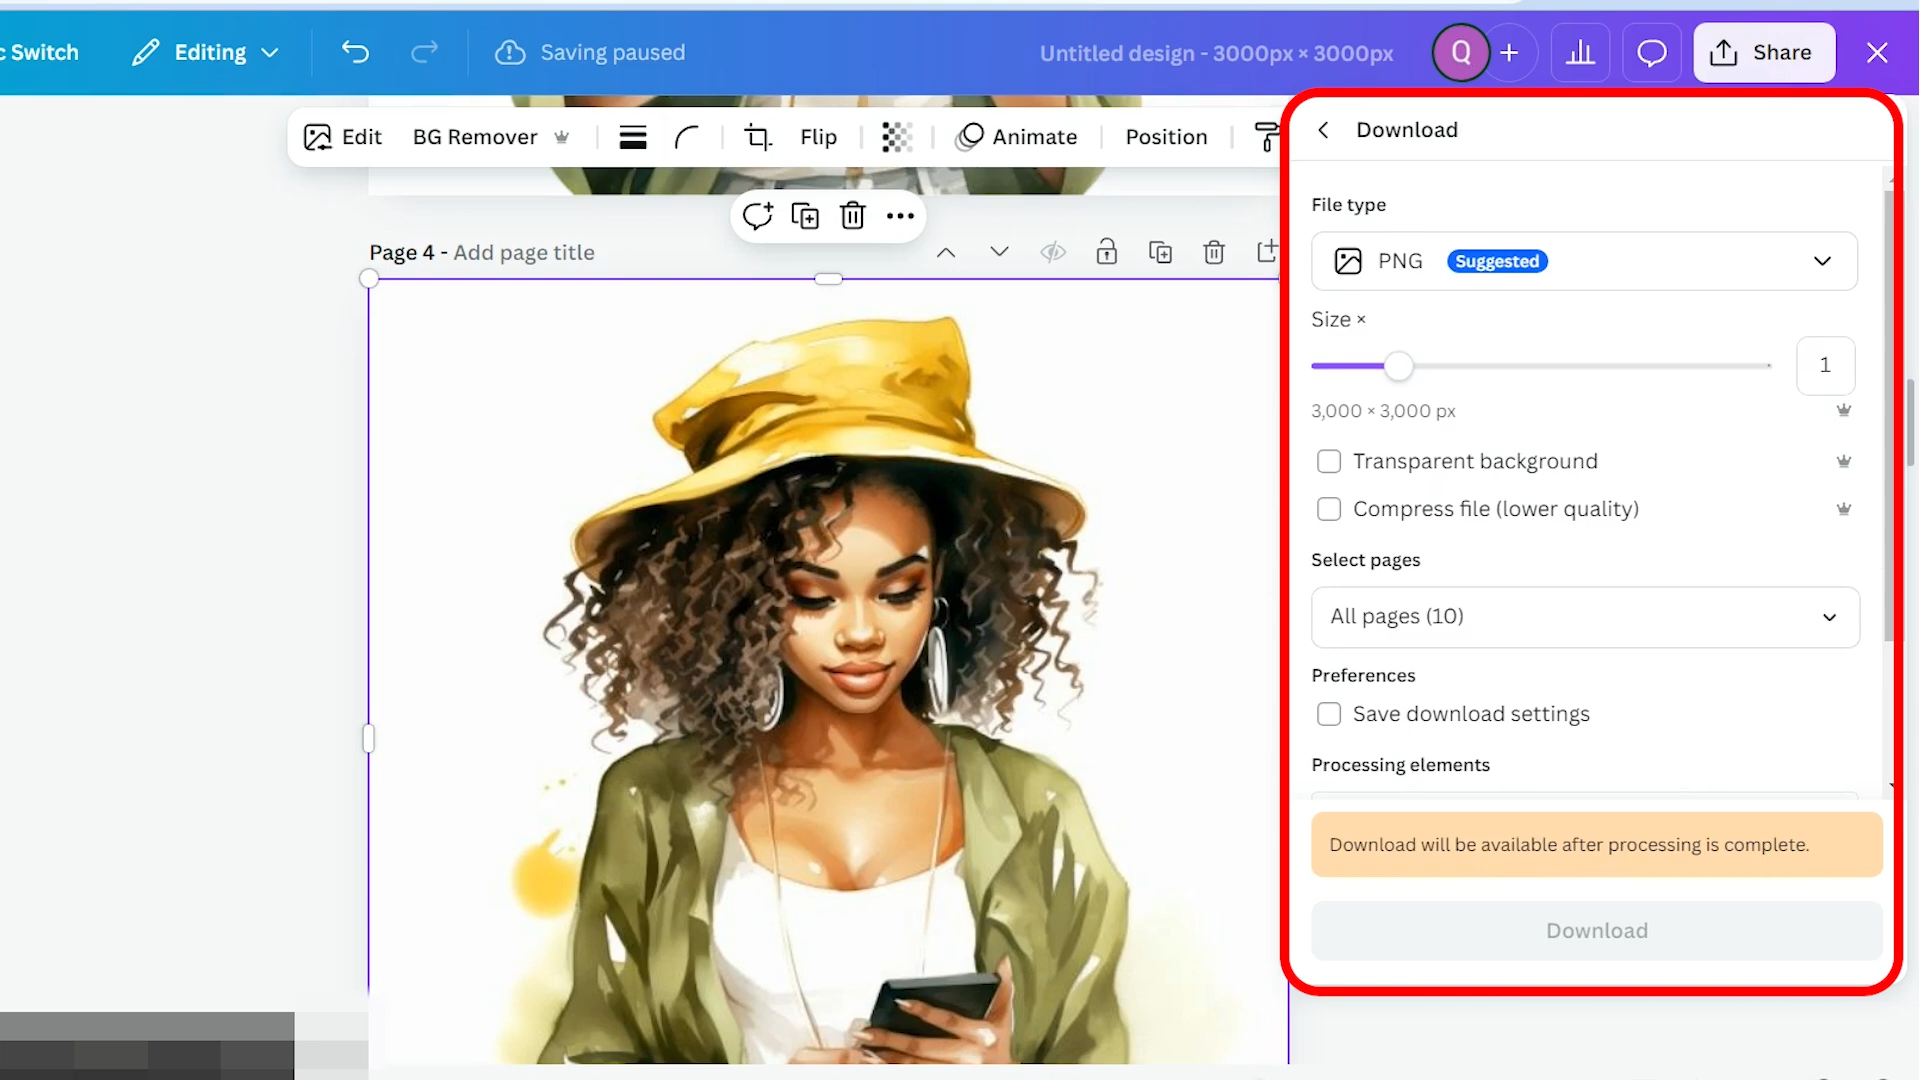 c Switch
Editing
Saving paused
Untitled design - 3000px × 3000px
Q
+
Share
Edit
BG Remover
Flip
Animate
Position
Page 4 - Add page title
Download
File type
PNG Suggested
Size ×
1
3,000 × 3,000 px
Transparent background
Compress file (lower quality)
Select pages
All pages (10)
Preferences
Save download settings
Processing elements
Download will be available after processing is complete.
Download